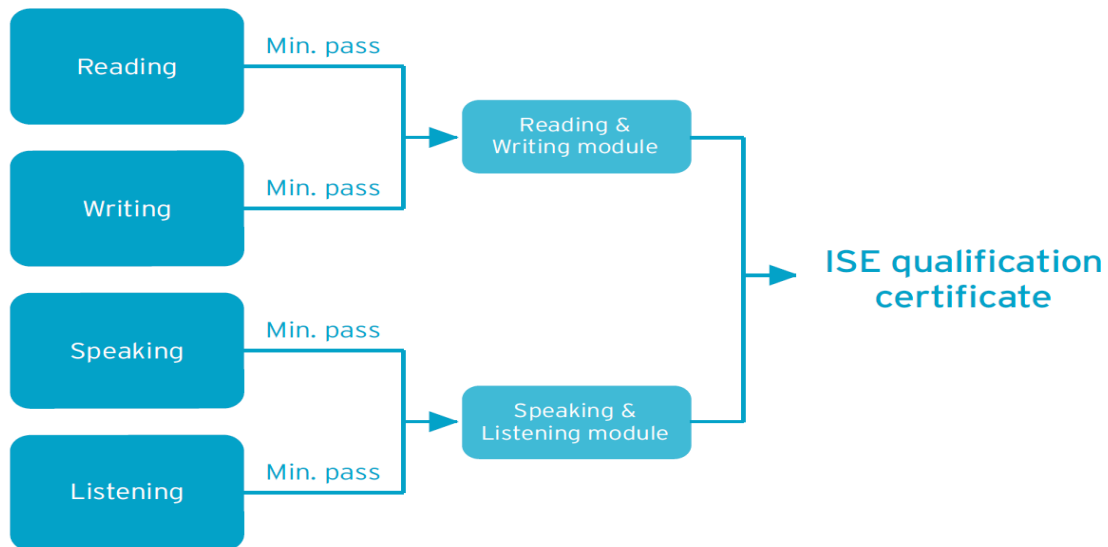 Reading
Min. pass
Writing
Min. pass
Reading &
Writing module
Speaking
Min. pass
Listening
Min. pass
Speaking &
Listening module
ISE qualification
certificate